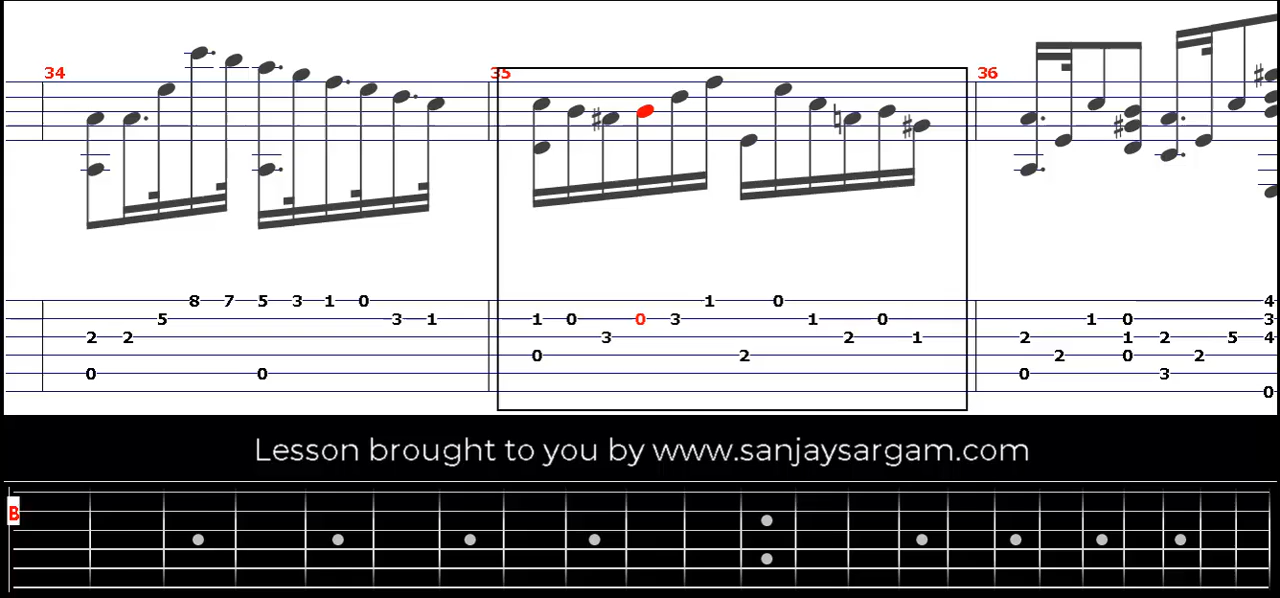 34 35 36
8 7 5 3 1 0 1 0 4
5 3 1 1 0 0 3 1 0 1 0 3
2 2 3 2 1 2 1 2 5 4
0 2 2 0 2
0 0 0 3
0
Lesson brought to you by www.sanjaysargam.com
B